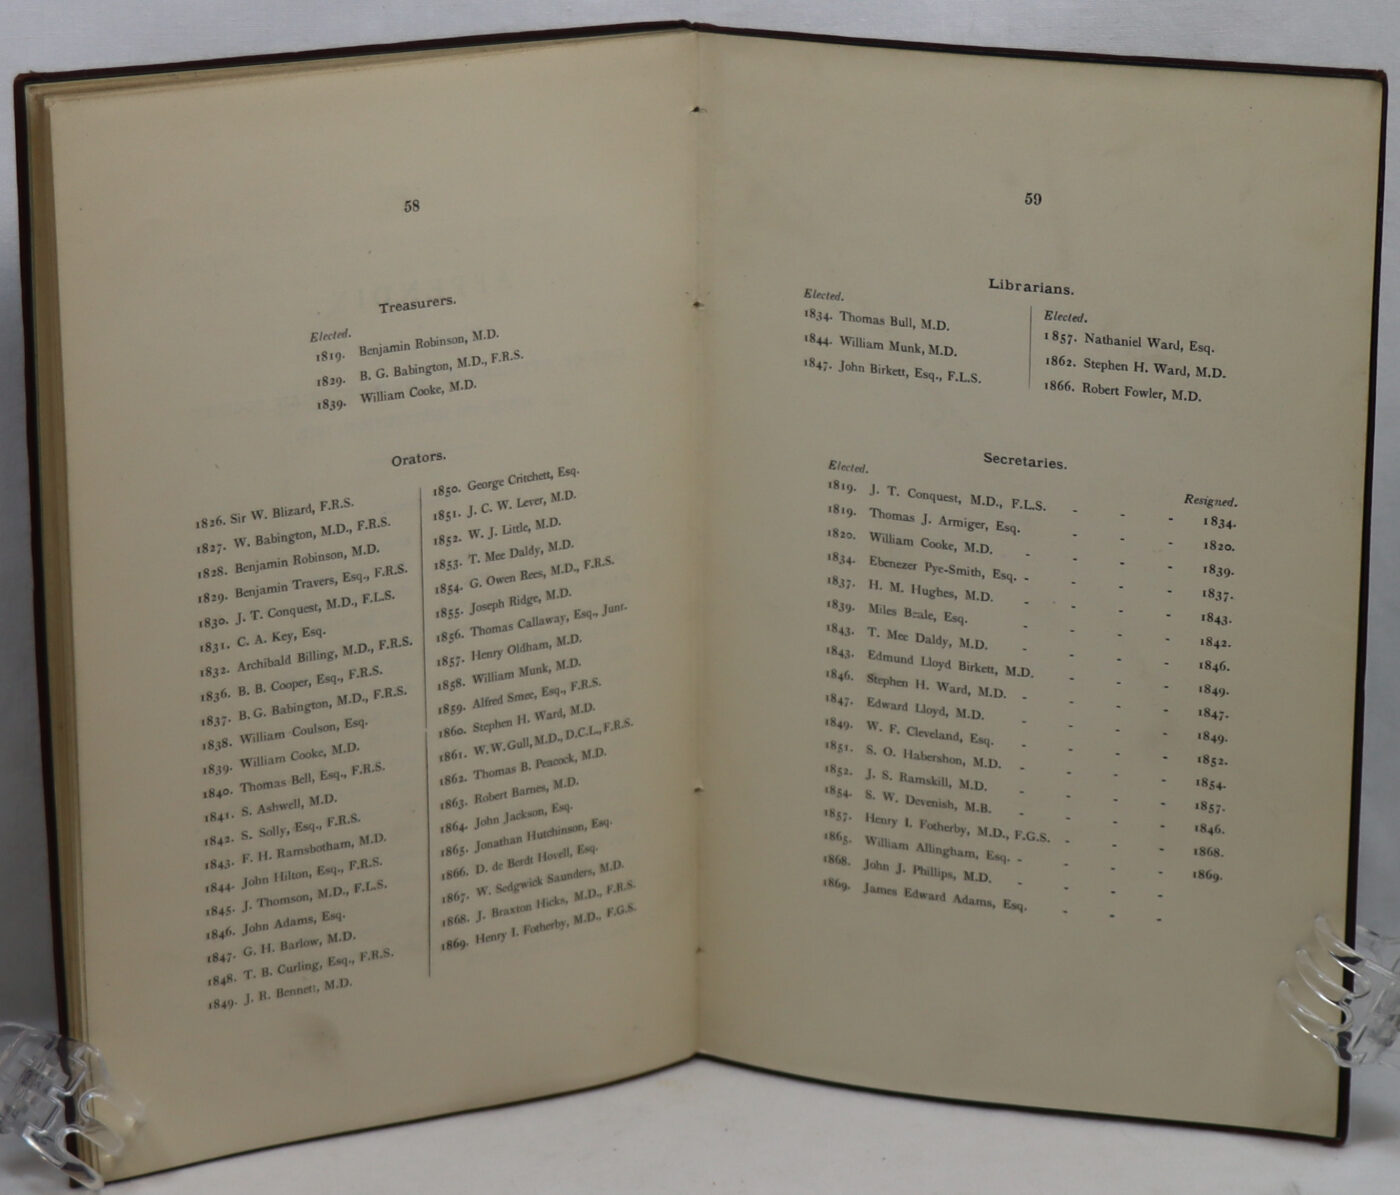 58
Treasurers.
Elected.
1819. Benjamin Robinson, M.D.
1829. B. G. Babington, M.D., F.R.S.
1839. William Cooke, M.D.
Orators.
1826. Sir W. Blizard, F.R.S.
1827. W. Babington, M.D., F.R.S.
1828. Benjamin Robinson, M.D.
1829. Benjamin Travers, Esq., F.R.S.
1830. J. T. Conquest, M.D., F.L.S.
1831. C. A. Key, Esq.
1832. Archibald Billing, M.D., F.R.S.
1836. B. B. Cooper, Esq., F.R.S.
1837. B. G. Babington, M.D., F.R.S.
1838. William Coulson, Esq.
1839. William Cooke, M.D.
1840. Thomas Bell, Esq., F.R.S.
1841. S. Ashwell, M.D.
1842. S. Solly, Esq., F.R.S.
1843. F. H. Ramsbotham, M.D.
1844. John Hilton, Esq., F.R.S.
1845. J. Thomson, M.D., F.L.S.
1846. John Adams, Esq.
1847. G. H. Barlow, M.D.
1848. T. B. Curling, Esq., F.R.S.
1849. J. R. Bennett, M.D.
1850. George Critchett, Esq.
1851. J. C. W. Lever, M.D.
1852. W. J. Little, M.D.
1853. T. Mee Daldy, M.D.
1854. G. Owen Rees, M.D., F.R.S.
1855. Joseph Ridge, M.D.
1856. Thomas Callaway, Esq., Junr.
1857. Henry Oldham, M.D.
1858. William Munk, M.D.
1859. Alfred Smee, Esq., F.R.S.
1860. Stephen H. Ward, M.D.
1861. W. W. Gull, M.D., D.C.L., F.R.S.
1862. Thomas B. Peacock, M.D.
1863. Robert Barnes, M.D.
1864. John Jackson, Esq.
1865. Jonathan Hutchinson, Esq.
1866. D. de Berdt Hovell, Esq.
1867. W. Sedgwick Saunders, M.D.
1868. J. Braxton Hicks, M.D., F.R.S.
1869. Henry I. Fotherby, M.D., F.G.S.
59
Librarians.
Elected.
1834. Thomas Bull, M.D.
1844. William Munk, M.D.
1847. John Birkett, Esq., F.L.S.
Elected.
1857. Nathaniel Ward, Esq.
1862. Stephen H. Ward, M.D.
1866. Robert Fowler, M.D.
Secretaries.
Elected. Resigned.
1819. J. T. Conquest, M.D., F.L.S. - - - 1834.
1819. Thomas J. Armiger, Esq. - - - 1820.
1820. William Cooke, M.D. - - - - 1839.
1834. Ebenezer Pye-Smith, Esq. - - - - 1837.
1837. H. M. Hughes, M.D. - - - - 1843.
1839. Miles Beale, Esq. - - - - 1842.
1843. T. Mee Daldy, M.D. - - - - 1846.
1843. Edmund Lloyd Birkett, M.D. - - - 1849.
1846. Stephen H. Ward, M.D. - - - - 1847.
1847. Edward Lloyd, M.D. - - - - 1849.
1849. W. F. Cleveland, Esq. - - - - 1852.
1851. S. O. Habershon, M.D. - - - - 1854.
1852. J. S. Ramskill, M.D. - - - - 1857.
1854. S. W. Devenish, M.B. - - - - 1846.
1857. Henry I. Fotherby, M.D., F.G.S. - - - 1868.
1865. William Allingham, Esq. - - - - 1869.
1868. John J. Phillips, M.D. - - - -
1869. James Edward Adams, Esq. - - -